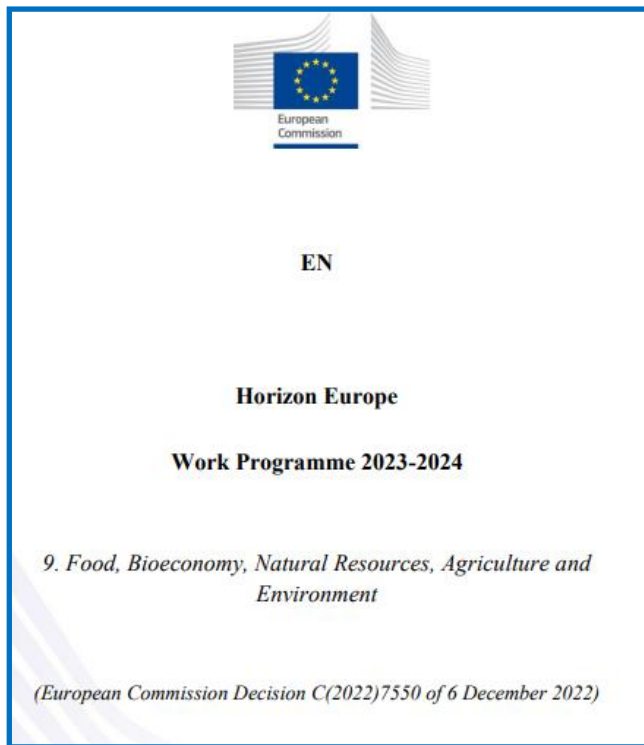 European
Commission
EN
Horizon Europe
Work Programme 2023-2024
9. Food, Bioeconomy, Natural Resources, Agriculture and
Environment
(European Commission Decision C(2022)7550 of 6 December 2022)